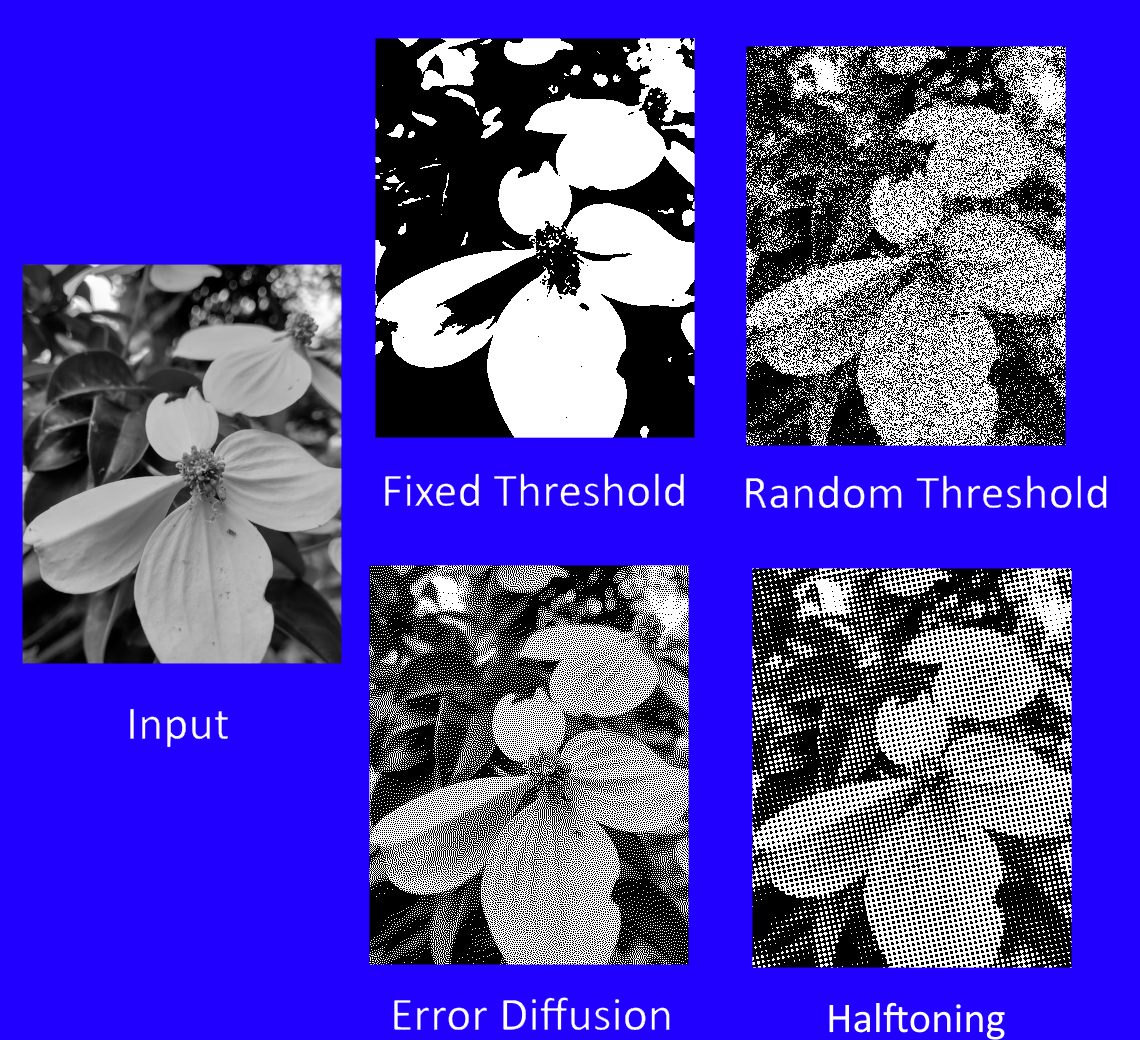 Fixed Threshold
Random Threshold
Input
Error Diffusion
Halftoning